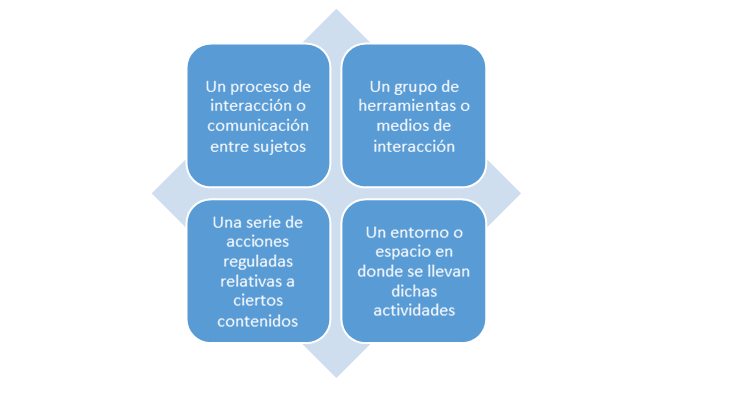 Un proceso de
interacción o
comunicación
entre sujetos
Un grupo de
herramientas o
medios de
interacción
Una serie de
acciones
reguladas
relativas a
ciertos
contenidos
Un entorno o
espacio en
donde se llevan
dichas
actividades